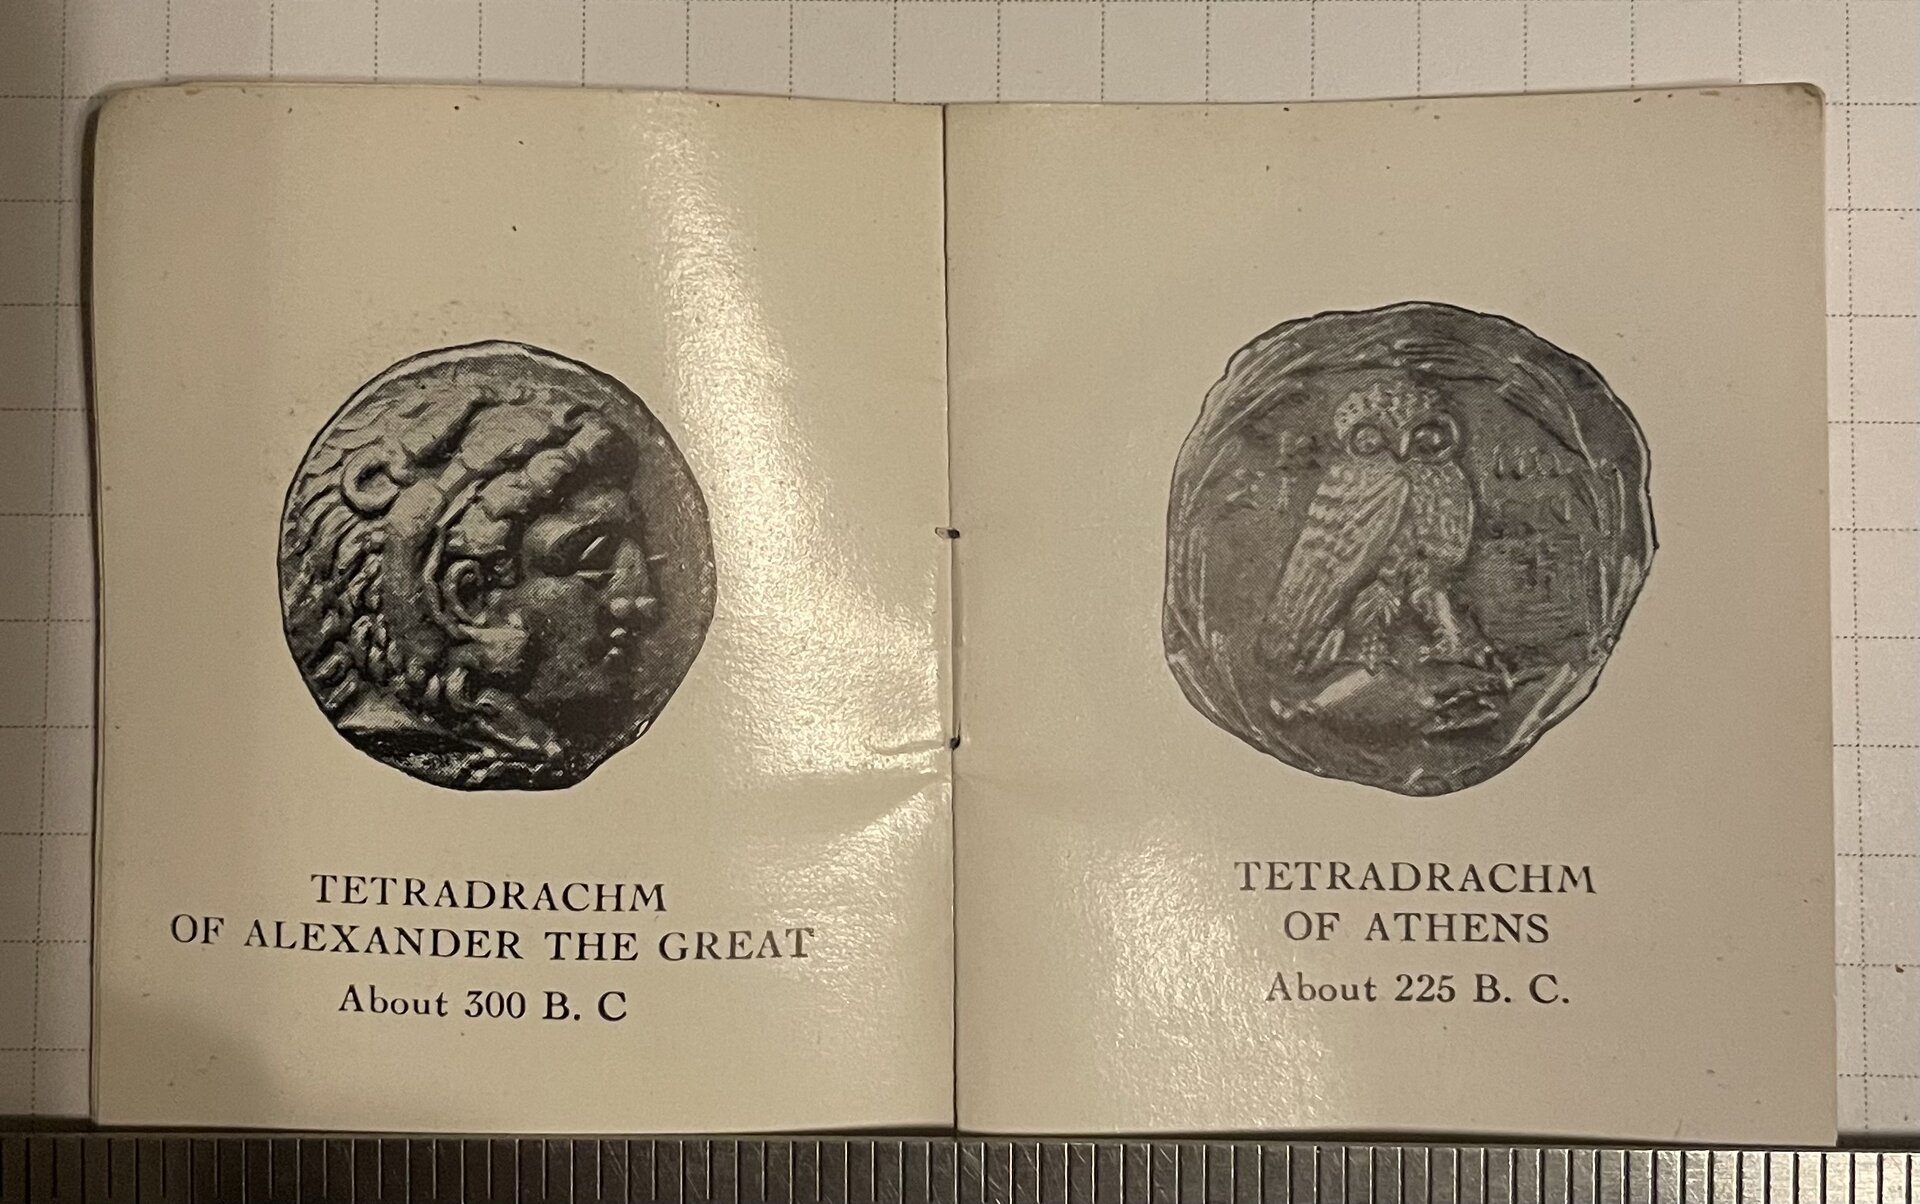 TETRADRACHM
OF ALEXANDER THE GREAT
About 300 B. C
TETRADRACHM
OF ATHENS
About 225 B. C.